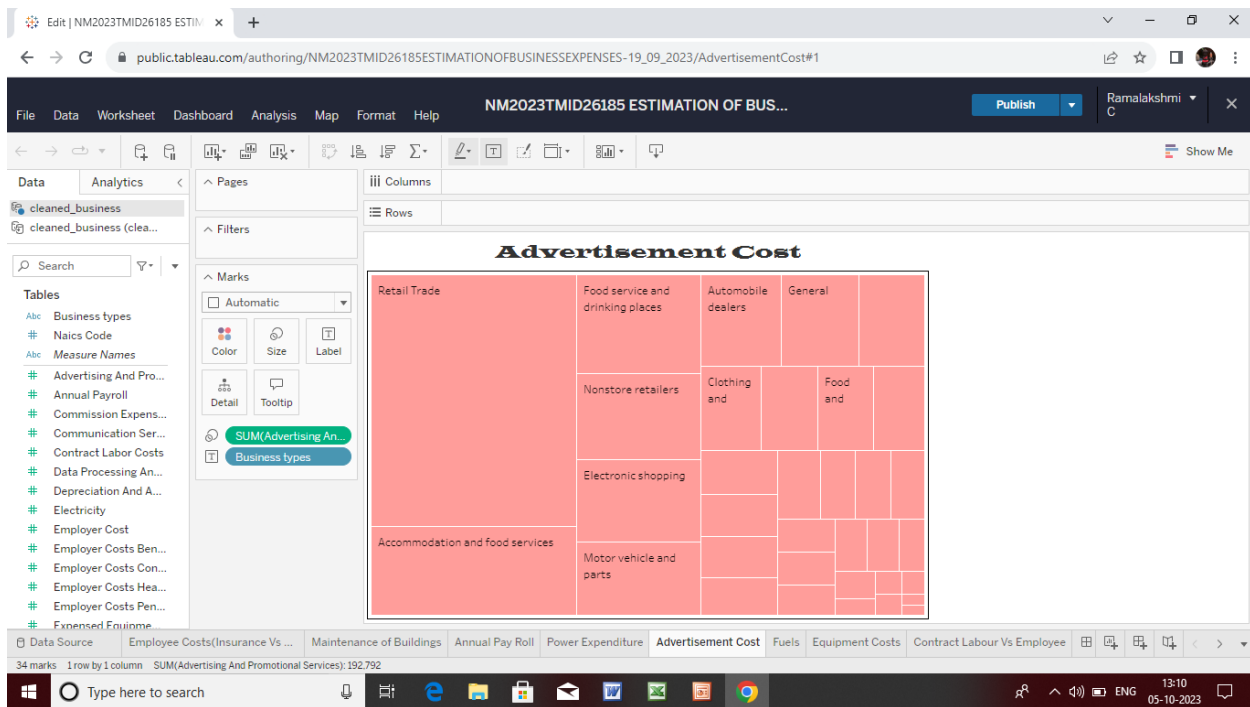 Edit | NM2023TMID26185 ESTIM
public.tableau.com/authoring/NM2023TMID26185ESTIMATIONOFBUSINESSEXPENSES-19_09_2023/AdvertisementCost#1
NM2023TMID26185 ESTIMATION OF BUS...
Publish
Ramalakshmi
C
File Data Worksheet Dashboard Analysis Map Format Help
Show Me
Data Analytics
cleaned_business
cleaned_business (clea...
Search
Tables
Abc Business types
# Naics Code
Abc Measure Names
# Advertising And Pro...
# Annual Payroll
# Commission Expens...
# Communication Ser...
# Contract Labor Costs
# Data Processing An...
# Depreciation And A...
# Electricity
# Employer Cost
# Employer Costs Ben...
# Employer Costs Con...
# Employer Costs Hea...
# Employer Costs Pen...
# Expensed Equipme...
Pages
Filters
Marks
Automatic
Color Size Label
Detail Tooltip
SUM(Advertising An...
Business types
Columns
Rows
Advertisement Cost
Retail Trade
Accommodation and food services
Food service and
drinking places
Nonstore retailers
Electronic shopping
Motor vehicle and
parts
Automobile
dealers
General
Clothing
and
Food
and
Data Source Employee Costs(Insurance Vs ... Maintenance of Buildings Annual Pay Roll Power Expenditure Advertisement Cost Fuels Equipment Costs Contract Labour Vs Employee
34 marks 1 row by 1 column SUM(Advertising And Promotional Services): 192.792
Type here to search
ENG
13:10
05-10-2023